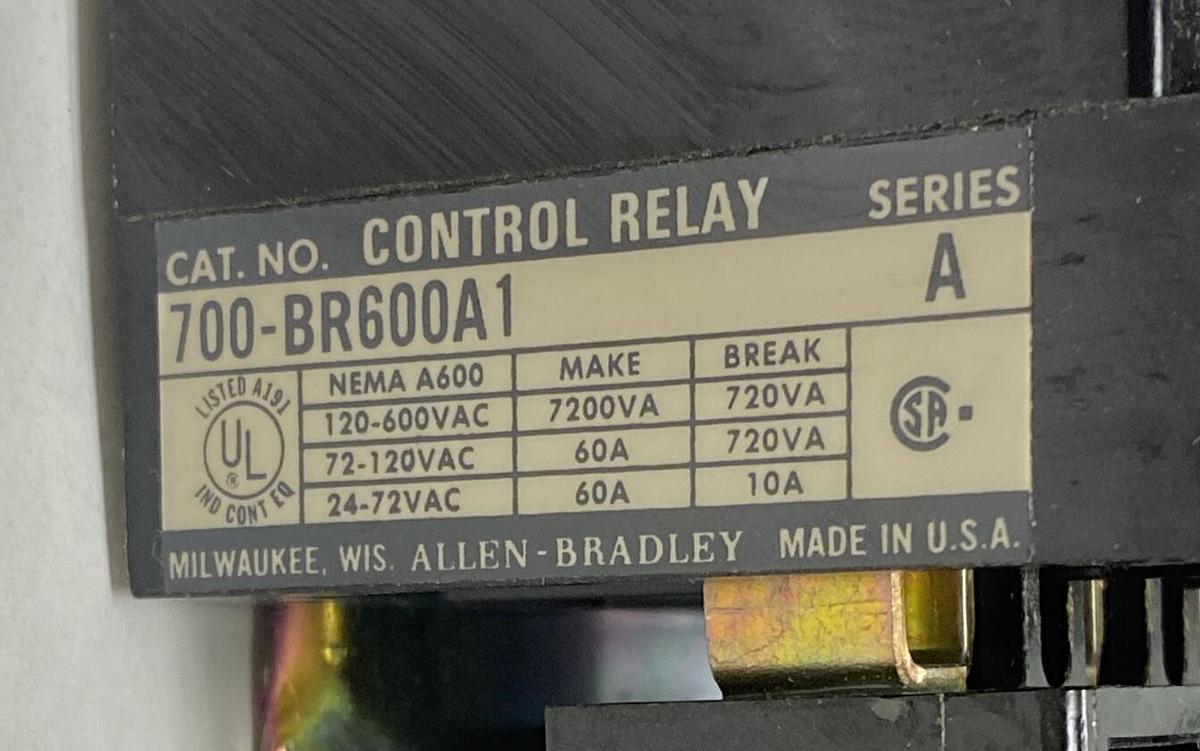 CAT. NO. CONTROL RELAY SERIES
700-BR600A1 A
LISTED A191
UL
®
IND CONT EQ
NEMA A600 MAKE BREAK
120-600VAC 7200VA 720VA
72-120VAC 60A 720VA
24-72VAC 60A 10A
SA
MILWAUKEE, WIS. ALLEN-BRADLEY MADE IN U.S.A.